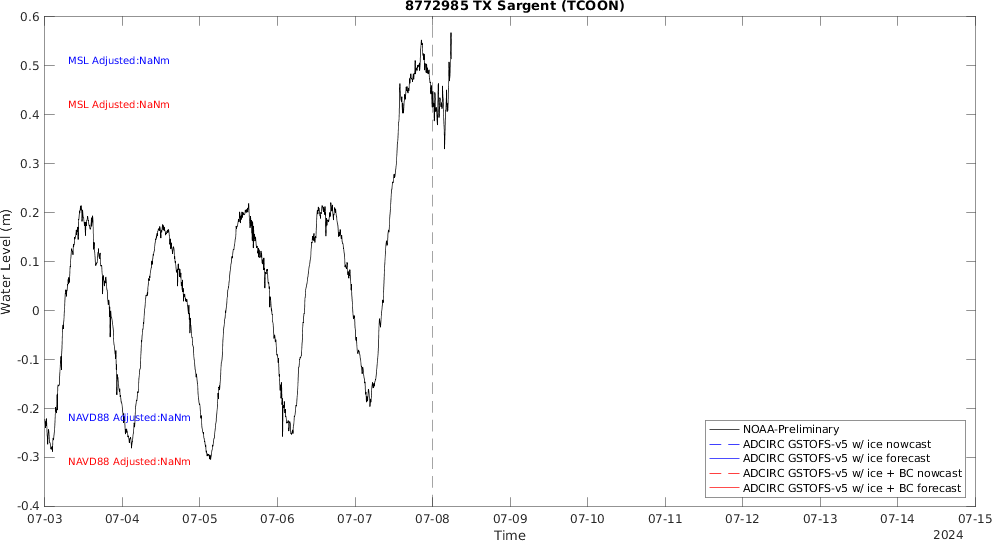 8772985 TX Sargent (TCOON)
0.6
0.5
0.4
0.3
0.2
0.1
0
-0.1
-0.2
-0.3
-0.4
Water Level (m)
MSL Adjusted:NaNm
MSL Adjusted:NaNm
NAVD88 Adjusted:NaNm
NAVD88 Adjusted:NaNm
NOAA-Preliminary
ADCIRC GSTOFS-v5 w/ ice nowcast
ADCIRC GSTOFS-v5 w/ ice forecast
ADCIRC GSTOFS-v5 w/ ice + BC nowcast
ADCIRC GSTOFS-v5 w/ ice + BC forecast
07-03 07-04 07-05 07-06 07-07 07-08 07-09 07-10 07-11 07-12 07-13 07-14 07-15
Time
2024